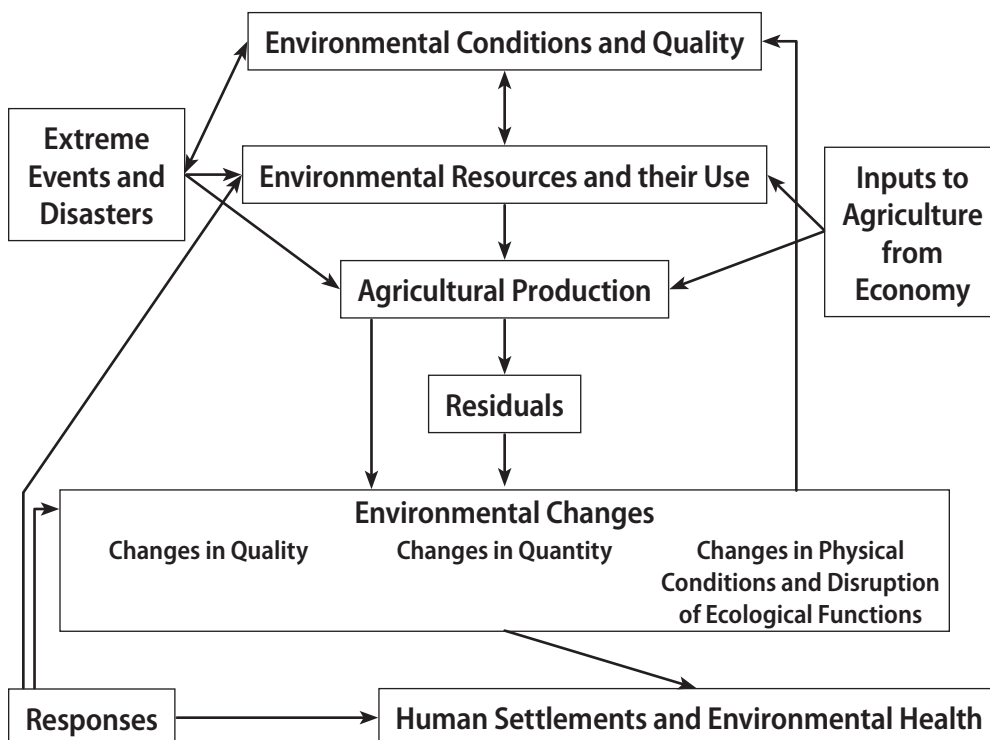 Environmental Conditions and Quality
Extreme
Events and
Disasters
Environmental Resources and their Use
Inputs to
Agriculture
from
Economy
Agricultural Production
Residuals
Environmental Changes
Changes in Quality
Changes in Quantity
Changes in Physical
Conditions and Disruption
of Ecological Functions
Responses
Human Settlements and Environmental Health